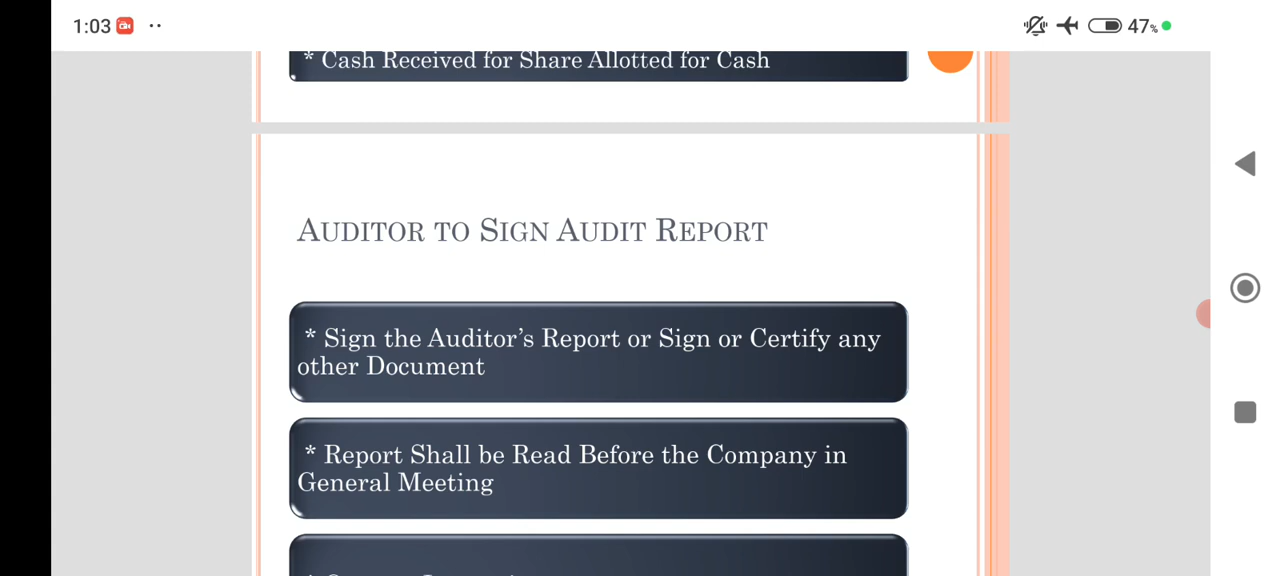 1:03
47%
* Cash Received for Share Allotted for Cash
AUDITOR TO SIGN AUDIT REPORT
* Sign the Auditor's Report or Sign or Certify any
other Document
* Report Shall be Read Before the Company in
General Meeting